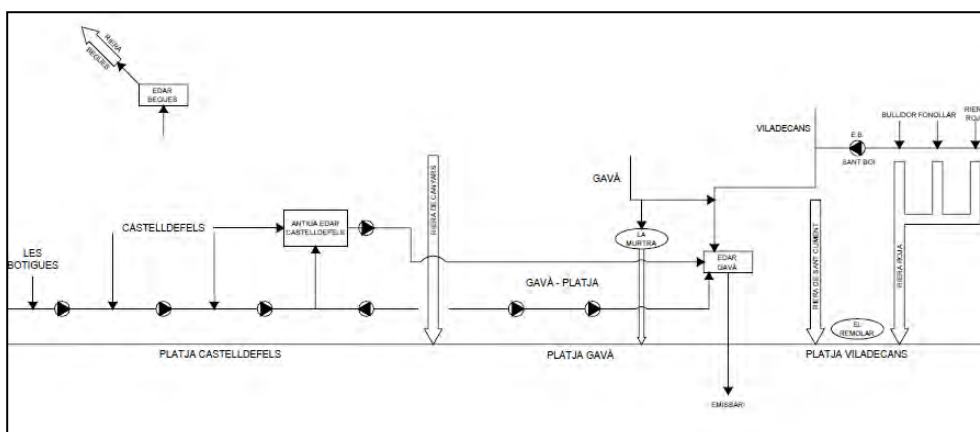 RIERA
BEGUES
EDAR
BEGUES
BULLIDOR FONOLLAR
VILADECANS
E.B.
SANT BOI
RIERA DE CANYARS
GAVÀ
CASTELLDEFELS
ANTIGA EDAR
CASTELLDEFELS
LA
MURTRA
LES
BOTIGUES
EDAR
GAVÀ
GAVÀ - PLATJA
RIERA DE SANT CLIMENT
RIERA ROJA
EL
REMOLAR
PLATJA CASTELLDEFELS
PLATJA GAVÀ
PLATJA VILADECANS
EMISSARI